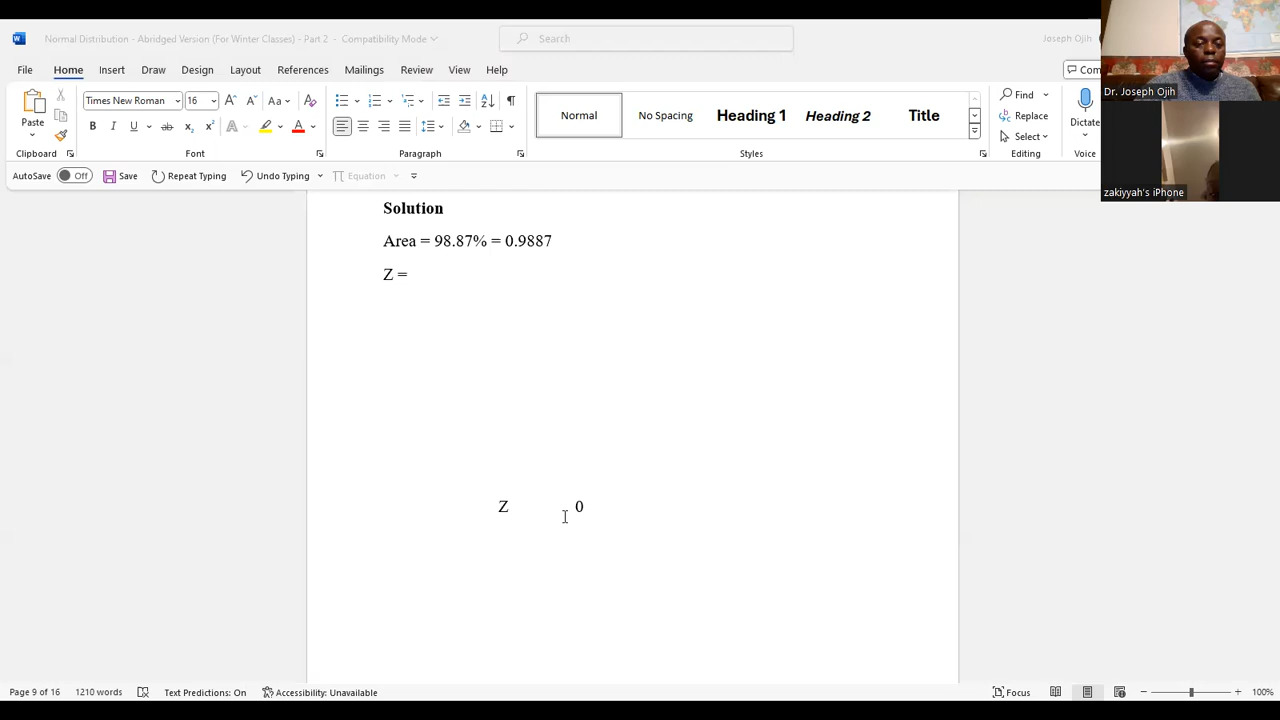 Normal Distribution - Abridged Version (For Winter Classes) - Part 2 - Compatibility Mode
Search
Joseph Ojih
File Home Insert Draw Design Layout References Mailings Review View Help
Com
Paste
Times New Roman 16
Normal No Spacing Heading 1 Heading 2 Title
Find
Replace
Select
Dictate
Clipboard Font Paragraph Styles Editing Voice
AutoSave Off Save Repeat Typing Undo Typing Equation
Dr. Joseph Ojih
zakiyyah's iPhone
Solution
Area = 98.87% = 0.9887
Z =
Z 0
Page 9 of 16 1210 words Text Predictions: On Accessibility: Unavailable Focus 100%